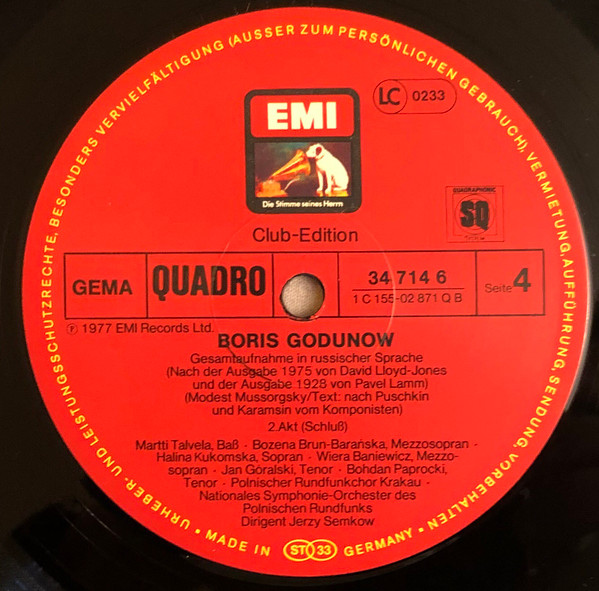 URHEBER- UND LEISTUNGSSCHUTZRECHTE, BESONDERS VERVIELFÄLTIGUNG (AUSSER ZUM PERSÖNLICHEN GEBRAUCH), VERMIETUNG, AUFFÜHRUNG, SENDUNG, VORBEHALTEN
EMI
LC 0233
Die Stimme seines Herrn
QUADRAPHONIC
SQ
Club-Edition
GEMA
QUADRO
34 714 6
1 C 155-02 871 Q B
Seite 4
℗ 1977 EMI Records Ltd.
BORIS GODUNOW
Gesamtaufnahme in russischer Sprache
(Nach der Ausgabe 1975 von David Lloyd-Jones
und der Ausgabe 1928 von Pavel Lamm)
(Modest Mussorgsky/Text: nach Puschkin
und Karamsin vom Komponisten)
2.Akt (Schluß)
Martti Talvela, Baß · Bozena Brun-Barańska, Mezzosopran ·
Halina Kukomska, Sopran · Wiera Baniewicz, Mezzo-
sopran · Jan Góralski, Tenor · Bohdan Paprocki,
Tenor · Polnischer Rundfunkchor Krakau ·
Nationales Symphonie-Orchester des
Polnischen Rundfunks
Dirigent Jerzy Semkow
· MADE IN ST 33 GERMANY ·